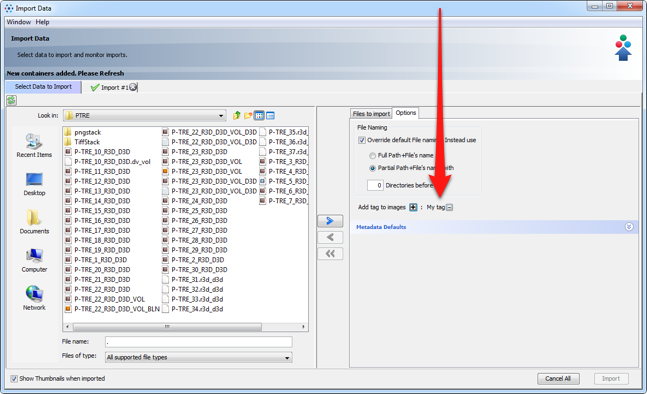 Import Data
Window Help
Import Data
Select data to import and monitor imports.
New containers added. Please Refresh
Select Data to Import
Import #1
Look in:
PTRE
Recent Items
Desktop
Documents
Computer
Network
pngstack
TiffStack
P-TRE_10_R3D_D3D
P-TRE_10_R3D_D3D.dv_vol
P-TRE_11_R3D_D3D
P-TRE_12_R3D_D3D
P-TRE_13_R3D_D3D
P-TRE_14_R3D_D3D
P-TRE_15_R3D_D3D
P-TRE_16_R3D_D3D
P-TRE_17_R3D_D3D
P-TRE_18_R3D_D3D
P-TRE_19_R3D_D3D
P-TRE_1_R3D_D3D
P-TRE_20_R3D_D3D
P-TRE_21_R3D_D3D
P-TRE_22_R3D_D3D
P-TRE_22_R3D_D3D_VOL
P-TRE_22_R3D_D3D_VOL_BLN
P-TRE_22_R3D_D3D_VOL_D3D
P-TRE_22_R3D_D3D_VOL_D3D
P-TRE_23_R3D_D3D
P-TRE_23_R3D_D3D_VOL
P-TRE_23_R3D_D3D_VOL
P-TRE_23_R3D_D3D_VOL_D3D
P-TRE_23_R3D_D3D_VOL_D3D
P-TRE_24_R3D_D3D
P-TRE_25_R3D_D3D
P-TRE_26_R3D_D3D
P-TRE_27_R3D_D3D
P-TRE_28_R3D_D3D
P-TRE_29_R3D_D3D
P-TRE_2_R3D_D3D
P-TRE_30_R3D_D3D
P-TRE_31.r3d_d3d
P-TRE_32.r3d_d3d
P-TRE_33.r3d_d3d
P-TRE_34.r3d_d3d
P-TRE_35.r3d_
P-TRE_36.r3d_
P-TRE_37.r3d_
P-TRE_3_R3D_
P-TRE_4_R3D_
P-TRE_5_R3D_
P-TRE_6_R3D_
P-TRE_7_R3D_
File name:
.
Files of type:
All supported file types
Files to import
Options
File Naming
Override default File naming. Instead use
Full Path+File's name
Partial Path+File's name with
0 Directories before
Add tag to images : My tag
Metadata Defaults
Show Thumbnails when imported
Cancel All
Import